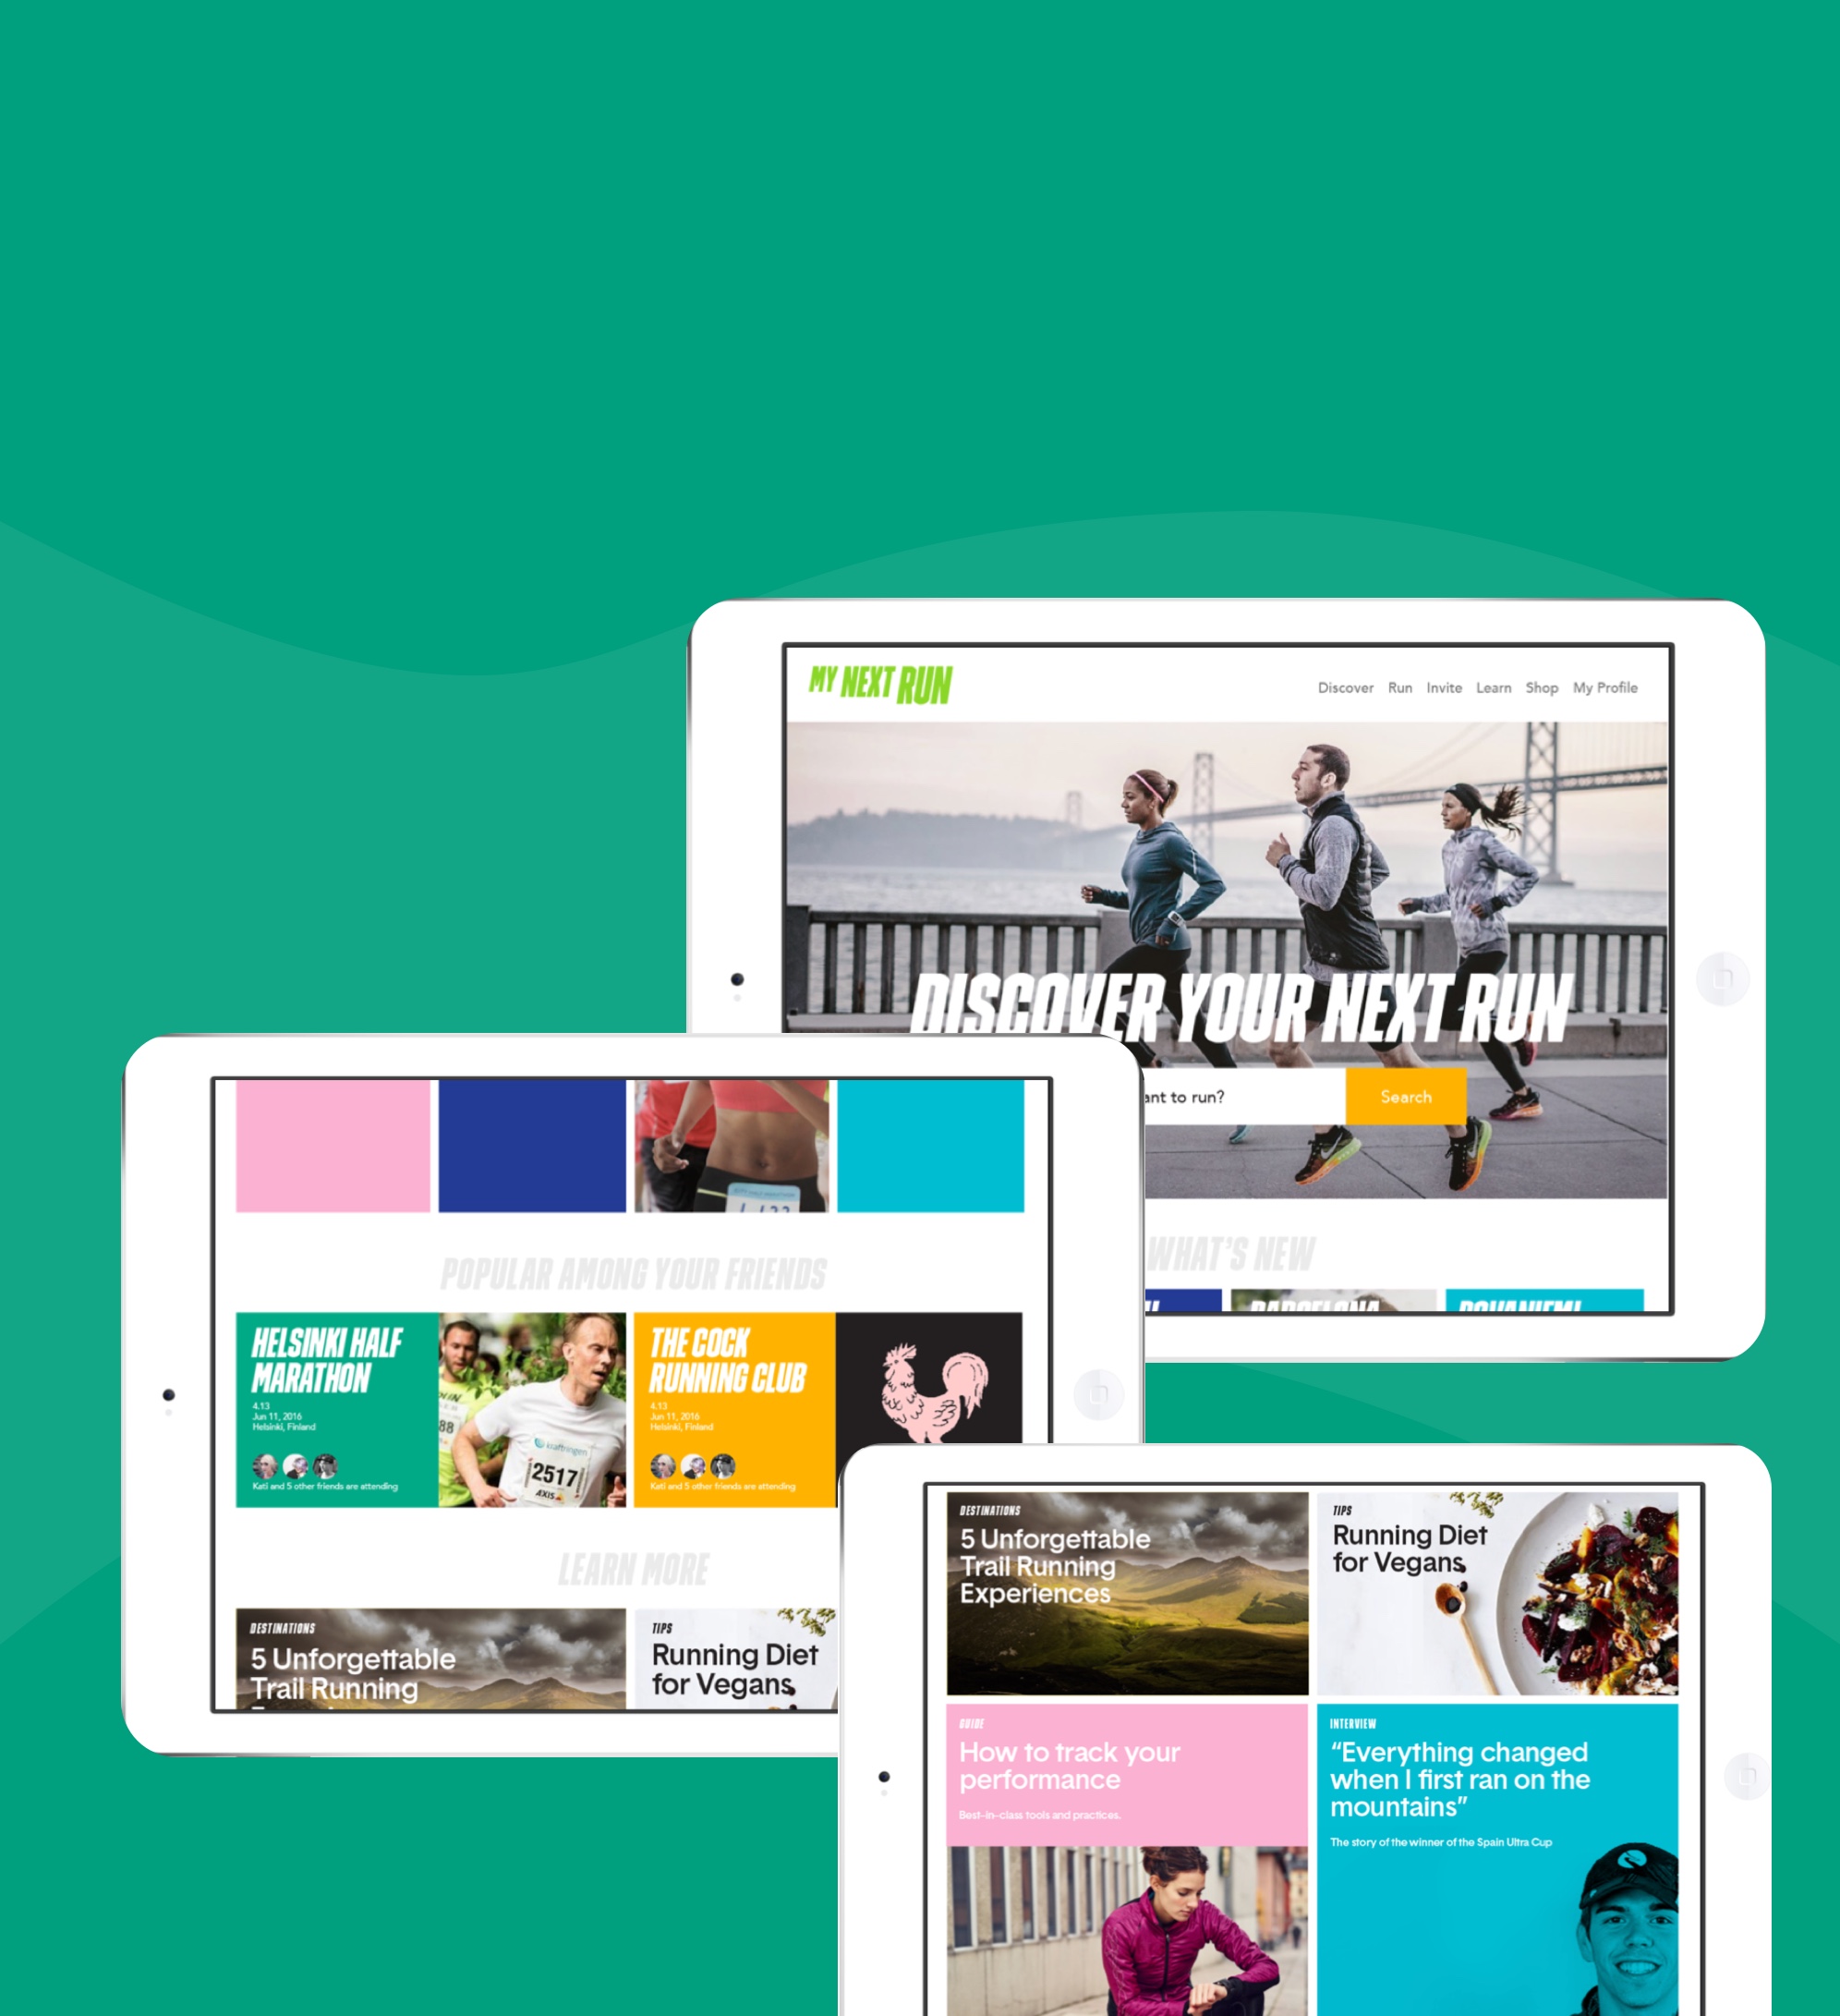 MY NEXT RUN
Discover Run Invite Learn Shop My Profile
DISCOVER YOUR NEXT RUN
to run?
Search
WHAT'S NEW
BARCELONA
ROVANIEMI
POPULAR AMONG YOUR FRIENDS
HELSINKI HALF
MARATHON
4.13
Jun 11, 2016
Helsinki, Finland
Kati and 5 other friends are attending
kraftringen
2517
AXIS
88
THE COCK
RUNNING CLUB
4.13
Jun 11, 2016
Helsinki, Finland
Kati and 5 other friends are attending
LEARN MORE
DESTINATIONS
5 Unforgettable
Trail Running
TIPS
Running Diet
for Vegans
DESTINATIONS
5 Unforgettable
Trail Running
Experiences
TIPS
Running Diet
for Vegans
GUIDE
How to track your
performance
Best-in-class tools and practices.
INTERVIEW
“Everything changed
when I first ran on the
mountains”
The story of the winner of the Spain Ultra Cup